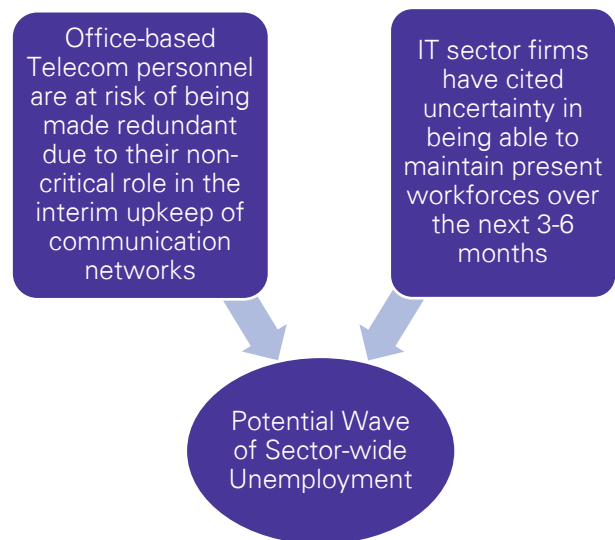 Office-based
Telecom personnel
are at risk of being
made redundant
due to their non-
critical role in the
interim upkeep of
communication
networks
IT sector firms
have cited
uncertainty in
being able to
maintain present
workforces over
the next 3-6
months
Potential Wave
of Sector-wide
Unemployment